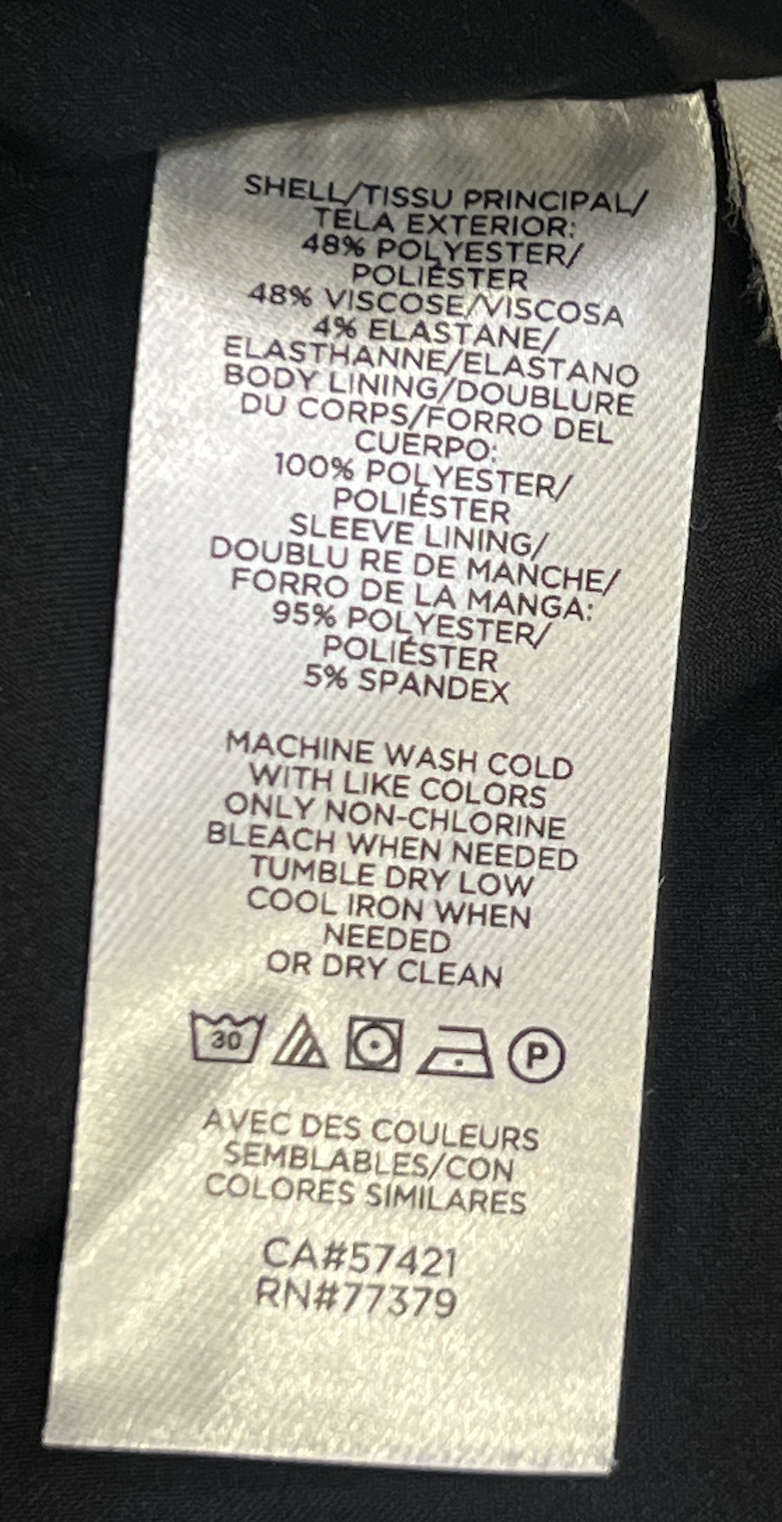 SHELL/TISSU PRINCIPAL/
TELA EXTERIOR:
48% POLYESTER/
POLIÉSTER
48% VISCOSE/VISCOSA
4% ELASTANE/
ELASTHANNE/ELASTANO
BODY LINING/DOUBLURE
DU CORPS/FORRO DEL
CUERPO:
100% POLYESTER/
POLIÉSTER
SLEEVE LINING/
DOUBLU RE DE MANCHE/
FORRO DE LA MANGA:
95% POLYESTER/
POLIÉSTER
5% SPANDEX
MACHINE WASH COLD
WITH LIKE COLORS
ONLY NON-CHLORINE
BLEACH WHEN NEEDED
TUMBLE DRY LOW
COOL IRON WHEN
NEEDED
OR DRY CLEAN
30 P
AVEC DES COULEURS
SEMBLABLES/CON
COLORES SIMILARES
CA#57421
RN#77379